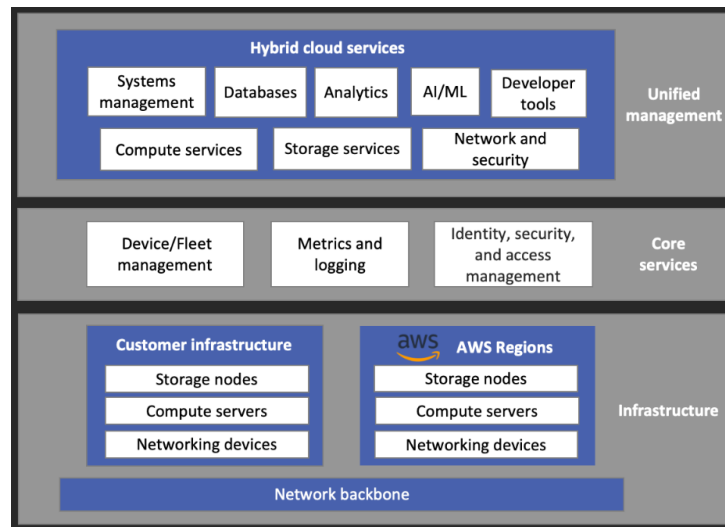 Hybrid cloud services
Systems
management
Databases
Analytics
AI/ML
Developer
tools
Compute services
Storage services
Network and
security
Unified
management
Device/Fleet
management
Metrics and
logging
Identity, security,
and access
management
Core
services
Customer infrastructure
Storage nodes
Compute servers
Networking devices
aws
AWS Regions
Storage nodes
Compute servers
Networking devices
Infrastructure
Network backbone